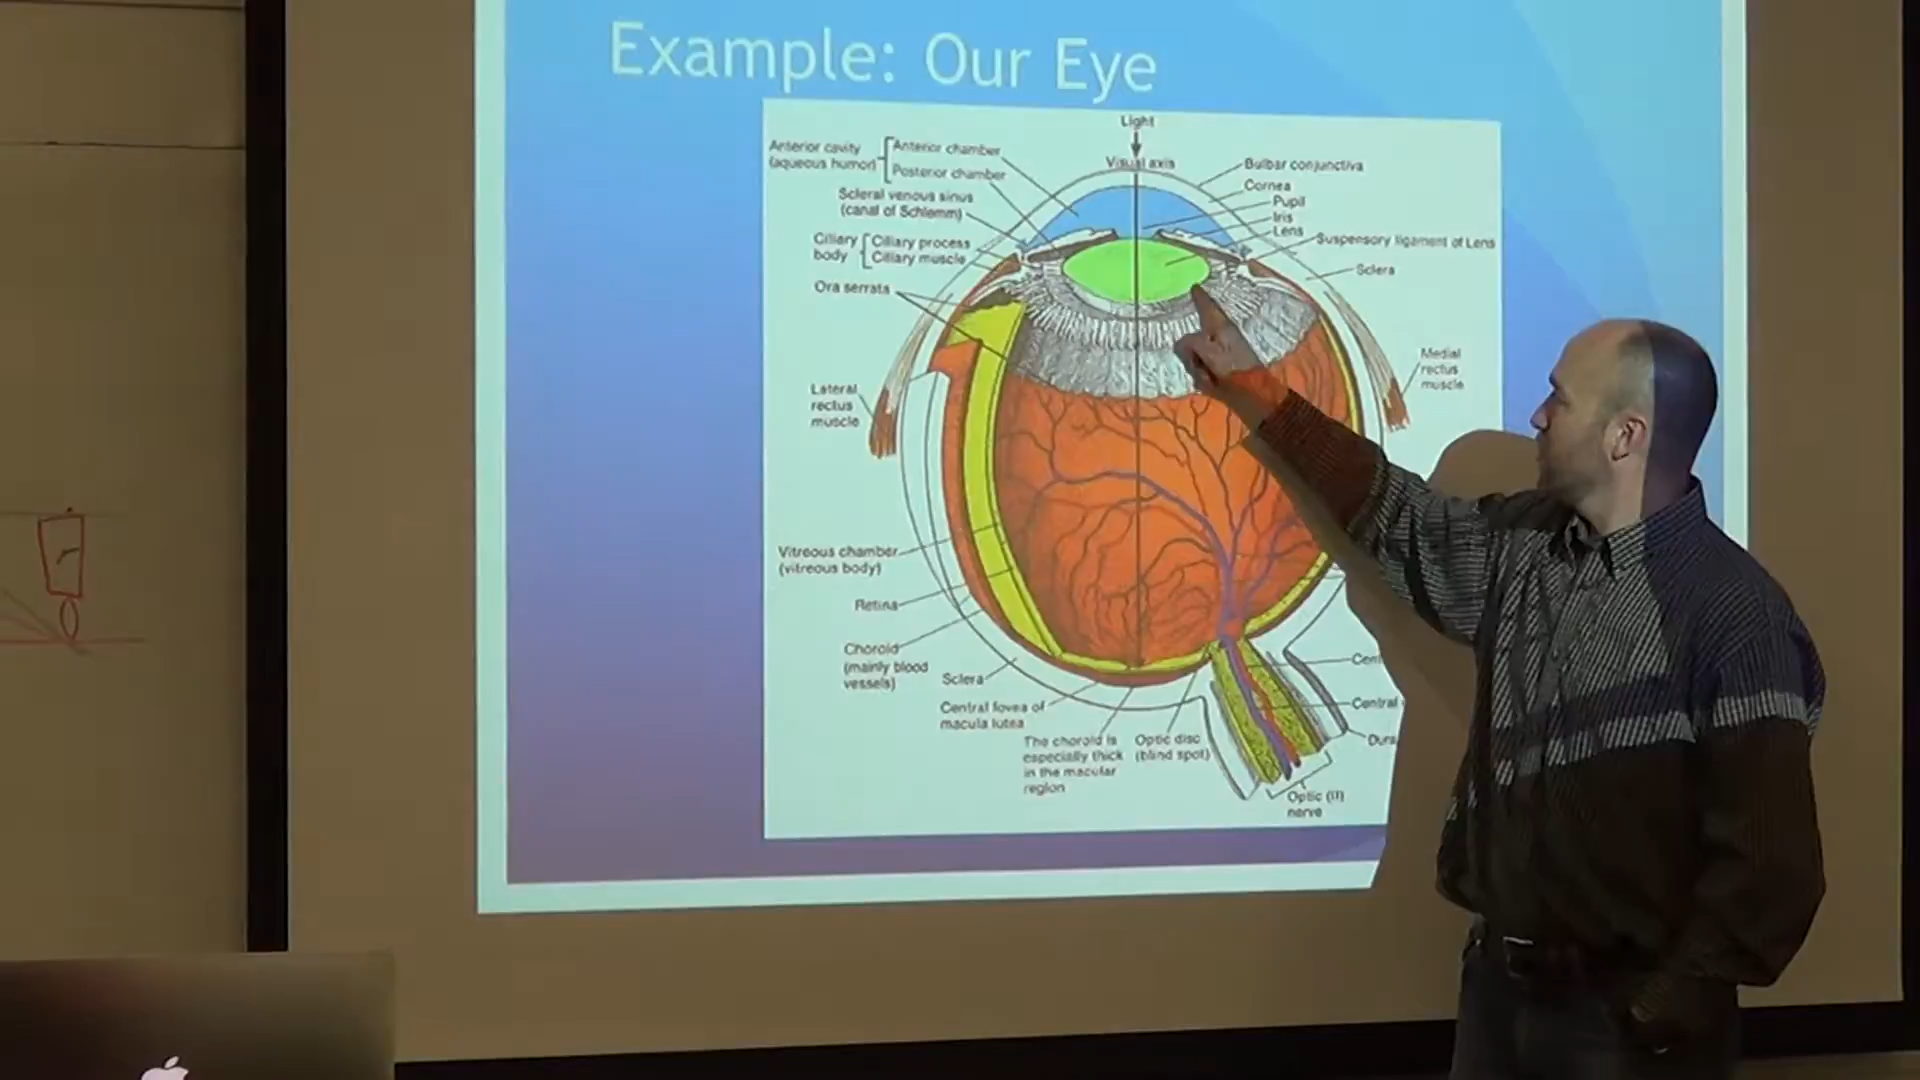 Example: Our Eye
Light
Visual axis
Anterior cavity
(aqueous humor)
Anterior chamber
Posterior chamber
Scleral venous sinus
(canal of Schlemm)
Ciliary
body
Ciliary process
Ciliary muscle
Ora serrata
Bulbar conjunctiva
Cornea
Pupil
Iris
Lens
Suspensory ligament of Lens
Sclera
Lateral
rectus
muscle
Medial
rectus
muscle
Vitreous chamber
(vitreous body)
Retina
Choroid
(mainly blood
vessels)
Sclera
Central fovea of
macula lutea
The choroid is
especially thick
in the macular
region
Optic disc
(blind spot)
Central
Dura
Optic (II)
nerve